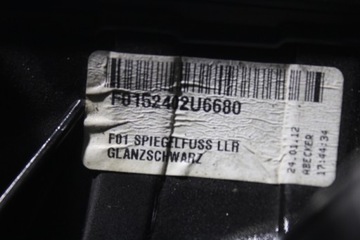 F0152402U6680
F01 SPIEGELFUSS LLR
GLANZSCHWARZ
24.01.12
ABECKER
17:44:34